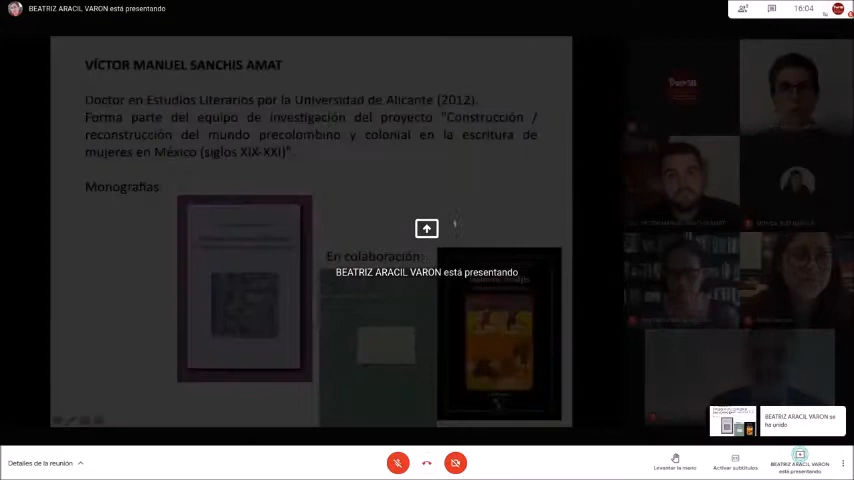 BEATRIZ ARACIL VARON está presentando
16:04
VÍCTOR MANUEL SANCHIS AMAT
Doctor en Estudios Literarios por la Universidad de Alicante (2012).
Forma parte del equipo de investigación del proyecto "Construcción /
reconstrucción del mundo precolombino y colonial en la escritura de
mujeres en México (siglos XIX-XXI)".
Monografías:
En colaboración:
BEATRIZ ARACIL VARON está presentando
BEATRIZ ARACIL VARON se
ha unido
Detalles de la reunión
Levantar la mano
Activar subtítulos
BEATRIZ ARACIL VARON
está presentando